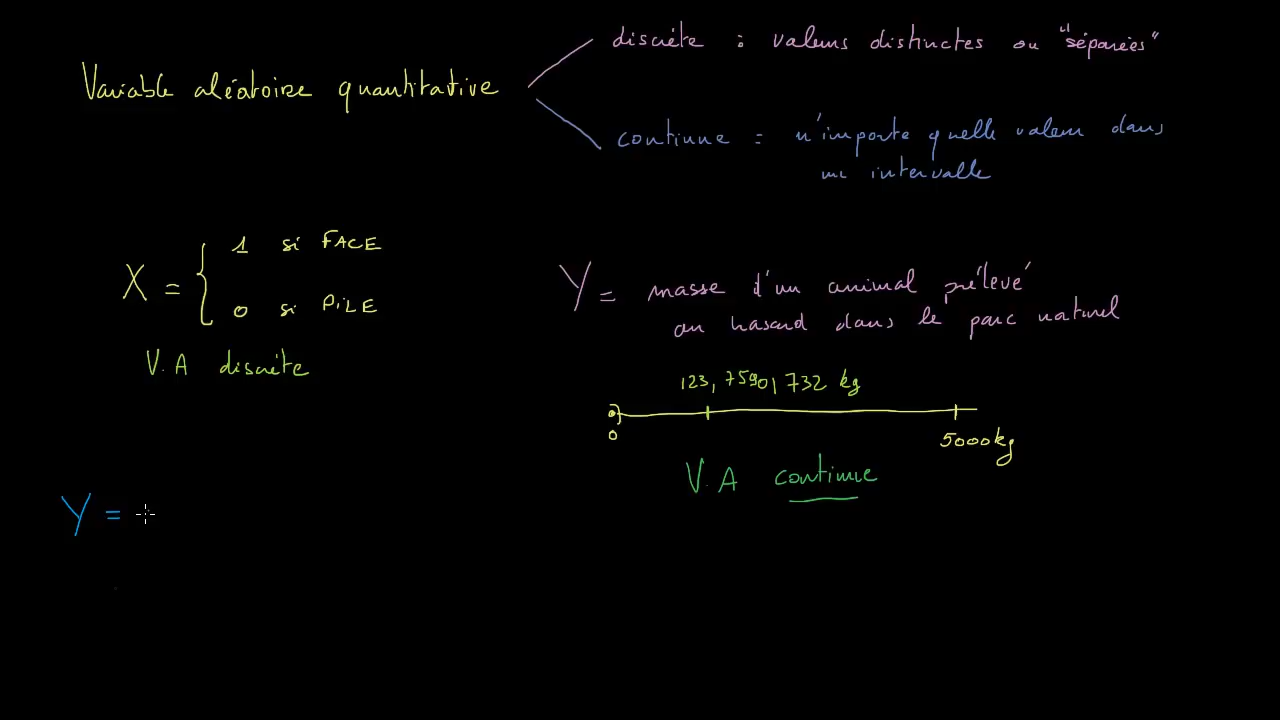 discrète : valeurs distinctes ou "séparées"
Variable aléatoire quantitative
continue = n'importe quelle valeur dans
un intervalle
X = { 1 si FACE
0 si PILE
V.A discrète
Y = masse d'un animal prélevé
au hasard dans le parc naturel
123,75901732 kg
0
5000kg
V.A continue
Y =